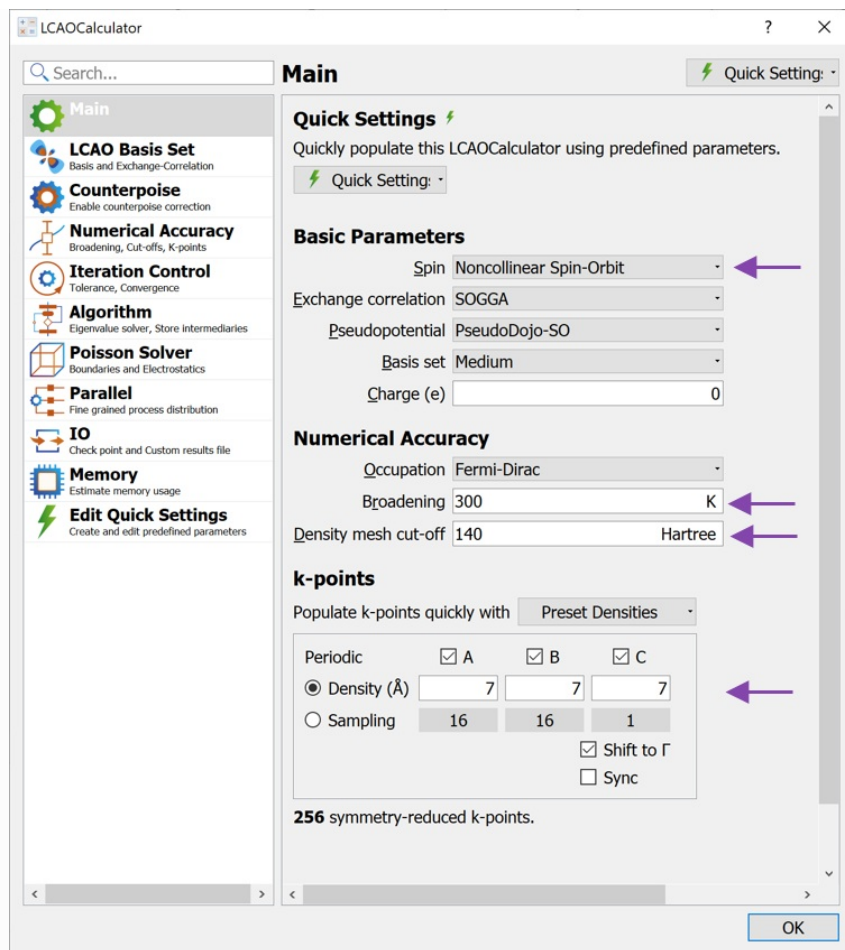 LCAOCalculator
?
Search...
Main
Quick Setting:
Main
LCAO Basis Set
Basis and Exchange-Correlation
Counterpoise
Enable counterpoise correction
Numerical Accuracy
Broadening, Cut-offs, K-points
Iteration Control
Tolerance, Convergence
Algorithm
Eigenvalue solver, Store intermediaries
Poisson Solver
Boundaries and Electrostatics
Parallel
Fine grained process distribution
IO
Check point and Custom results file
Memory
Estimate memory usage
Edit Quick Settings
Create and edit predefined parameters
Quick Settings
Quickly populate this LCAOCalculator using predefined parameters.
Quick Setting:
Basic Parameters
Spin Noncollinear Spin-Orbit
Exchange correlation SOGGA
Pseudopotential PseudoDojo-SO
Basis set Medium
Charge (e) 0
Numerical Accuracy
Occupation Fermi-Dirac
Broadening 300 K
Density mesh cut-off 140 Hartree
k-points
Populate k-points quickly with Preset Densities
Periodic A B C
Density (Å) 7 7 7
Sampling 16 16 1
Shift to Γ
Sync
256 symmetry-reduced k-points.
OK